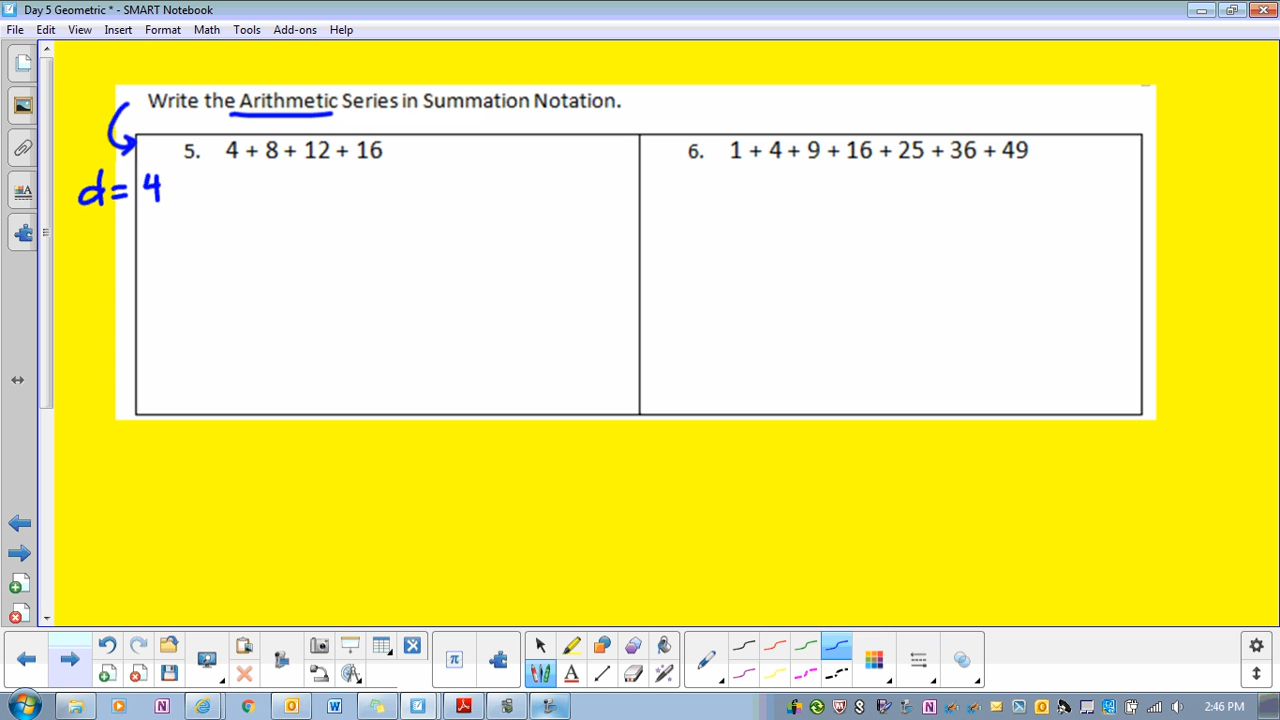 Day 5 Geometric * - SMART Notebook
File Edit View Insert Format Math Tools Add-ons Help
Write the Arithmetic Series in Summation Notation.
5. 4 + 8 + 12 + 16
6. 1 + 4 + 9 + 16 + 25 + 36 + 49
d = 4
2:46 PM